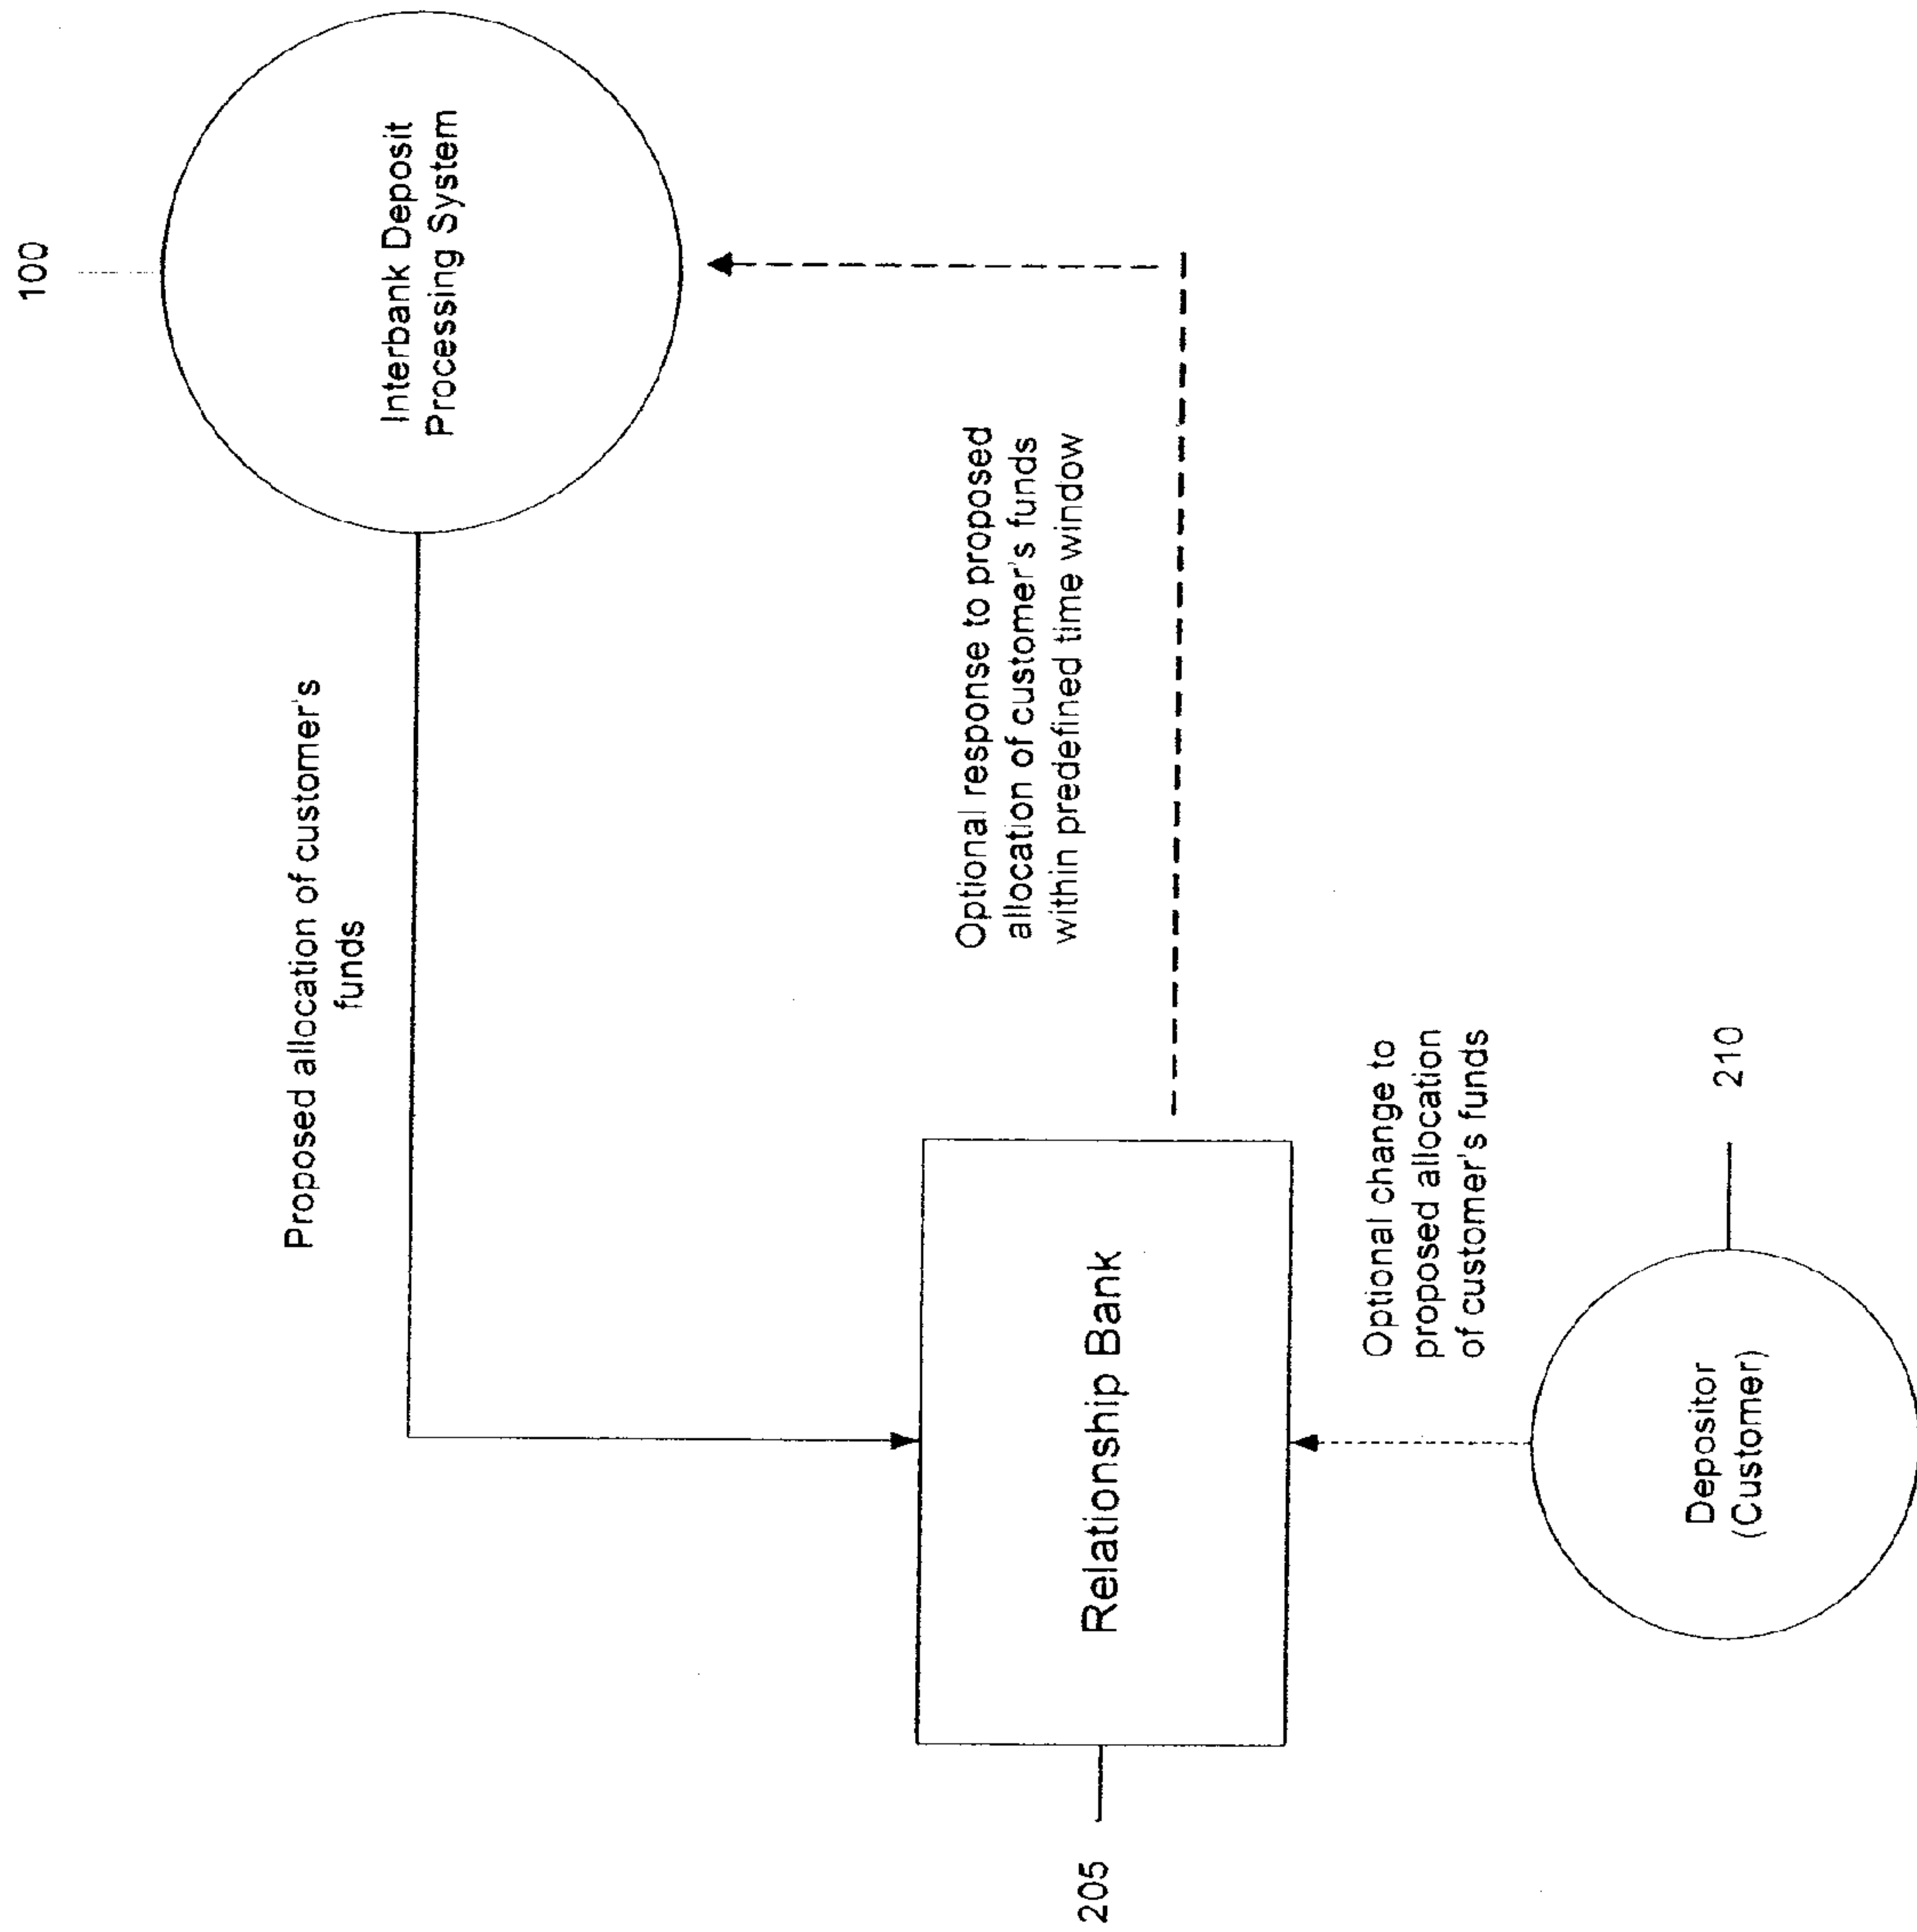 100
Interbank Deposit
Processing System
Proposed allocation of customer's
funds
Optional response to proposed
allocation of customer's funds
within predefined time window
Relationship Bank
205
Optional change to
proposed allocation
of customer's funds
Depositor
(Customer)
210